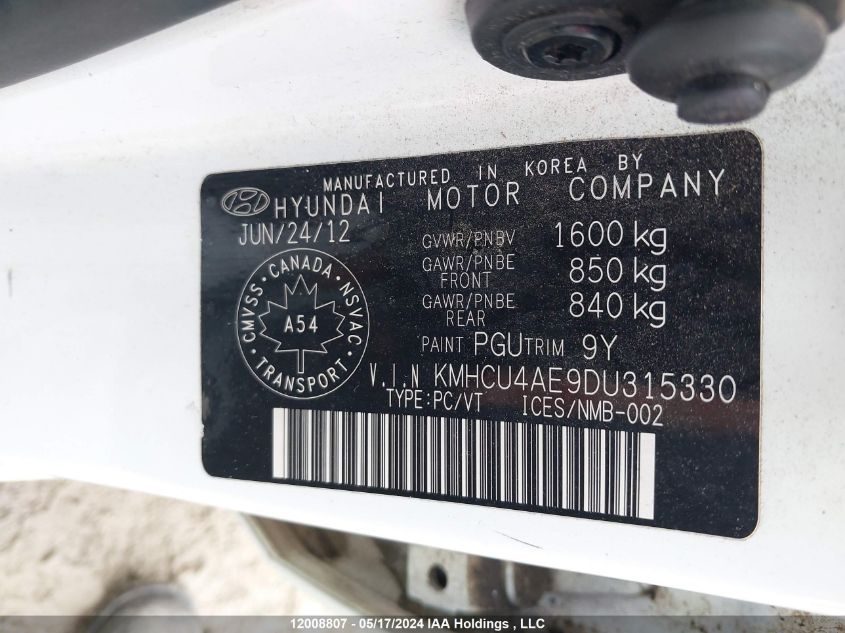 MANUFACTURED IN KOREA BY
HYUNDAI MOTOR COMPANY
JUN/24/12 GVWR/PNBV 1600 kg
GAWR/PNBE FRONT 850 kg
GAWR/PNBE REAR 840 kg
CMVSS • CANADA • NSVAC • TRANSPORT •
A54
PAINT PGU TRIM 9Y
V.I.N KMHCU4AE9DU315330
TYPE:PC/VT ICES/NMB-002
12008807 - 05/17/2024 IAA Holdings , LLC